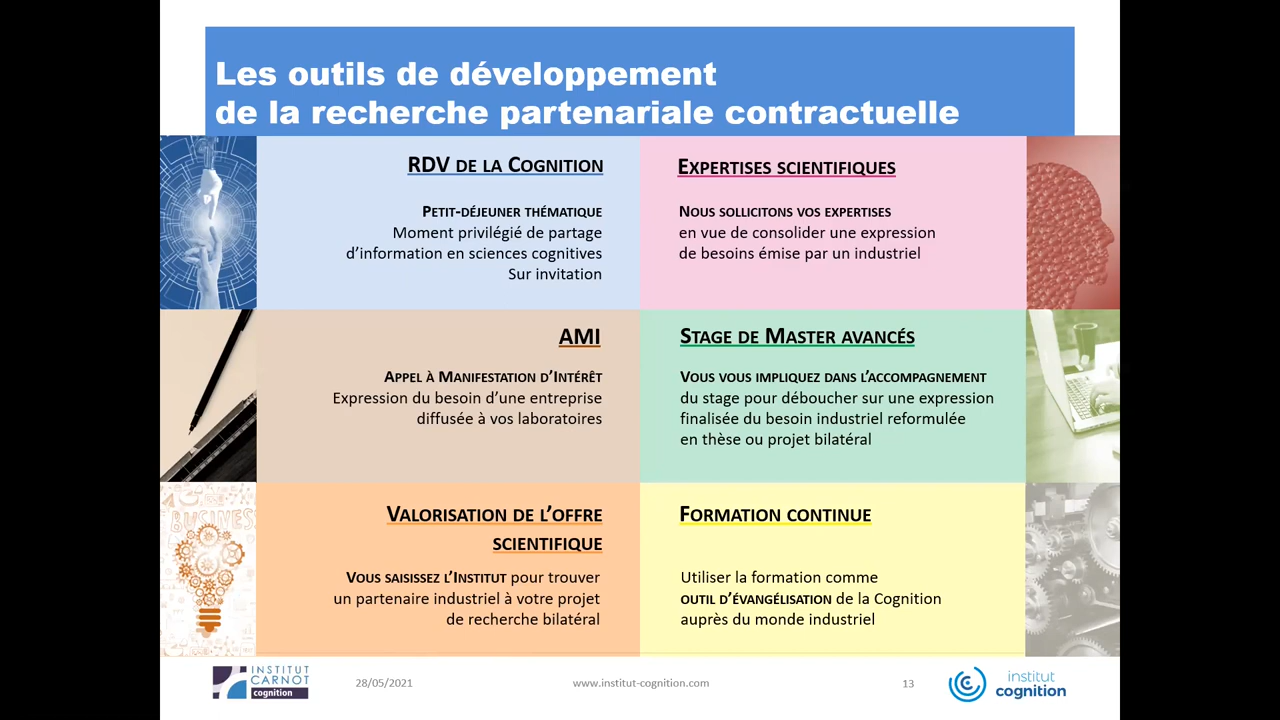 Les outils de développement
de la recherche partenariale contractuelle
RDV de la Cognition
Petit-déjeuner thématique
Moment privilégié de partage
d'information en sciences cognitives
Sur invitation
Expertises scientifiques
Nous sollicitons vos expertises
en vue de consolider une expression
de besoins émise par un industriel
AMI
Appel à Manifestation d'Intérêt
Expression du besoin d'une entreprise
diffusée à vos laboratoires
Stage de Master avancés
Vous vous impliquez dans l'accompagnement
du stage pour déboucher sur une expression
finalisée du besoin industriel reformulée
en thèse ou projet bilatéral
BUSINESS
Valorisation de l'offre
scientifique
Vous saisissez l'Institut pour trouver
un partenaire industriel à votre projet
de recherche bilatéral
Formation continue
Utiliser la formation comme
outil d'évangélisation de la Cognition
auprès du monde industriel
INSTITUT
CARNOT
cognition
28/05/2021
www.institut-cognition.com
13
institut
cognition